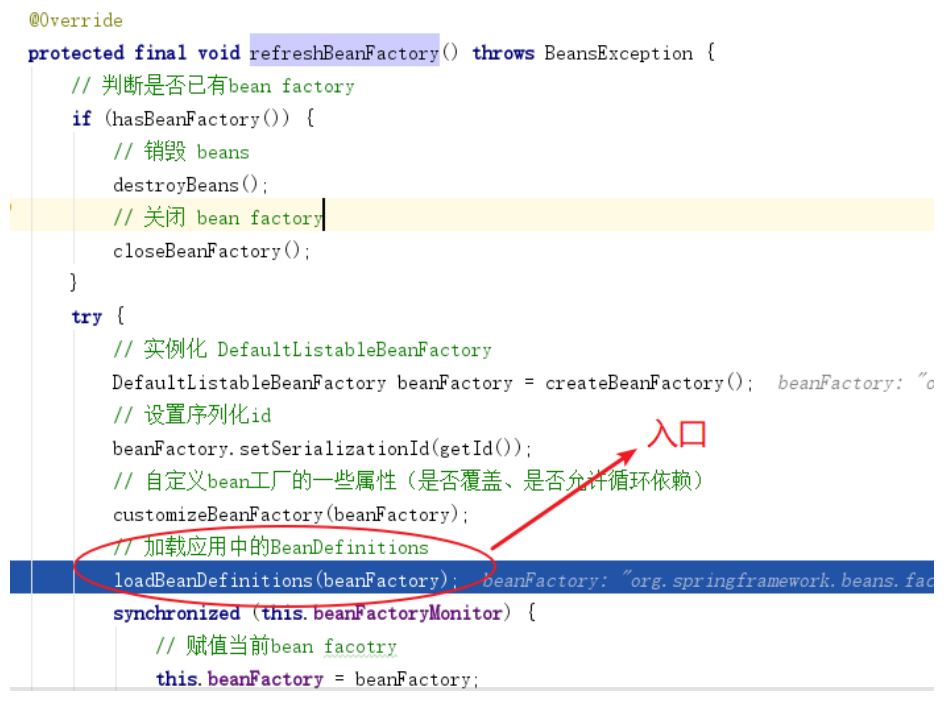 @Override
protected final void refreshBeanFactory() throws BeansException {
// 判断是否已有bean factory
if (hasBeanFactory()) {
// 销毁 beans
destroyBeans();
// 关闭 bean factory
closeBeanFactory();
}
try {
// 实例化 DefaultListableBeanFactory
DefaultListableBeanFactory beanFactory = createBeanFactory(); beanFactory: "o
// 设置序列化id
入口
beanFactory.setSerializationId(getId());
// 自定义bean工厂的一些属性（是否覆盖、是否允许循环依赖）
customizeBeanFactory(beanFactory);
// 加载应用中的BeanDefinitions
loadBeanDefinitions(beanFactory); beanFactory: "org.springframework.beans.fac
synchronized (this.beanFactoryMonitor) {
// 赋值当前bean facotry
this.beanFactory = beanFactory;